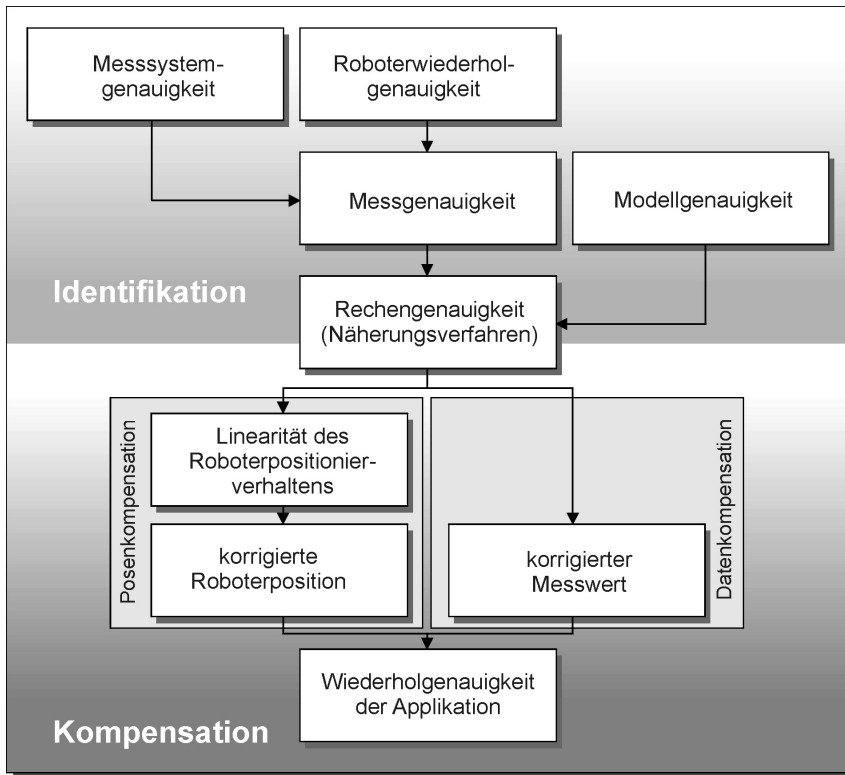 Messsystem-
genauigkeit
Roboterwiederhol-
genauigkeit
Messgenauigkeit
Modellgenauigkeit
Identifikation
Rechengenauigkeit
(Näherungsverfahren)
Posenkompensation
Linearität des
Roboterpositionier-
verhaltens
korrigierte
Roboterposition
korrigierter
Messwert
Datenkompensation
Wiederholgenauigkeit
der Applikation
Kompensation